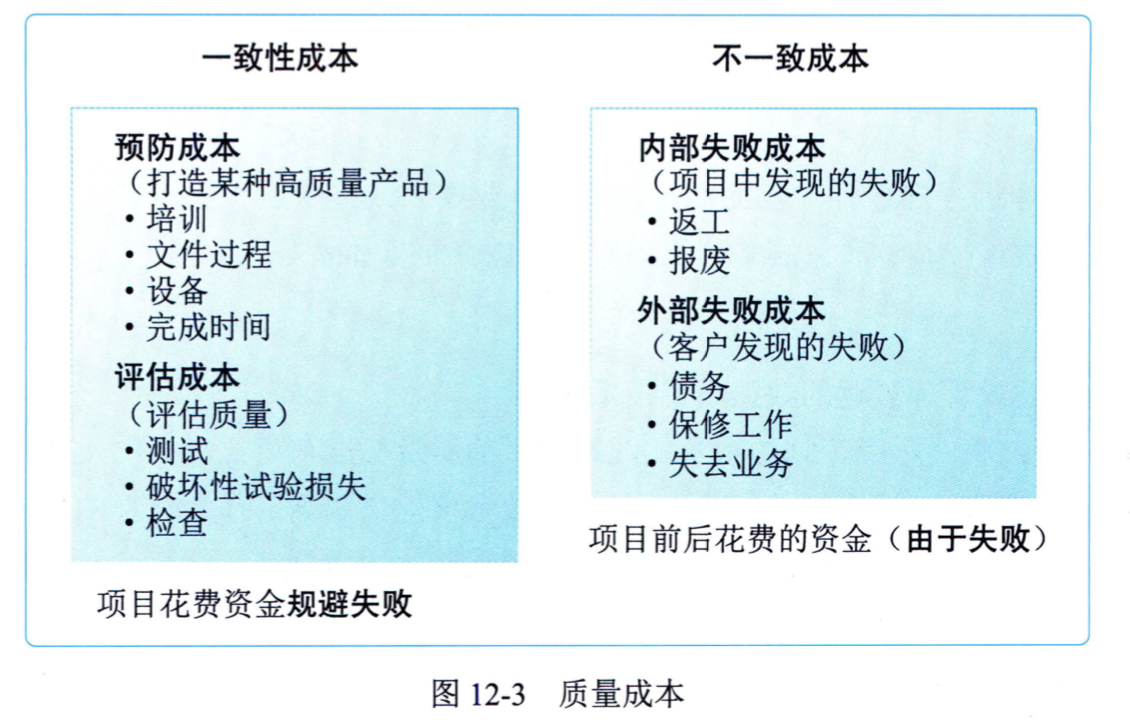 一致性成本
预防成本
（打造某种高质量产品）
·培训
·文件过程
·设备
·完成时间
评估成本
（评估质量）
·测试
·破坏性试验损失
·检查
项目花费资金规避失败
不一致成本
内部失败成本
（项目中发现的失败）
·返工
·报废
外部失败成本
（客户发现的失败）
·债务
·保修工作
·失去业务
项目前后花费的资金（由于失败）
图 12-3 质量成本